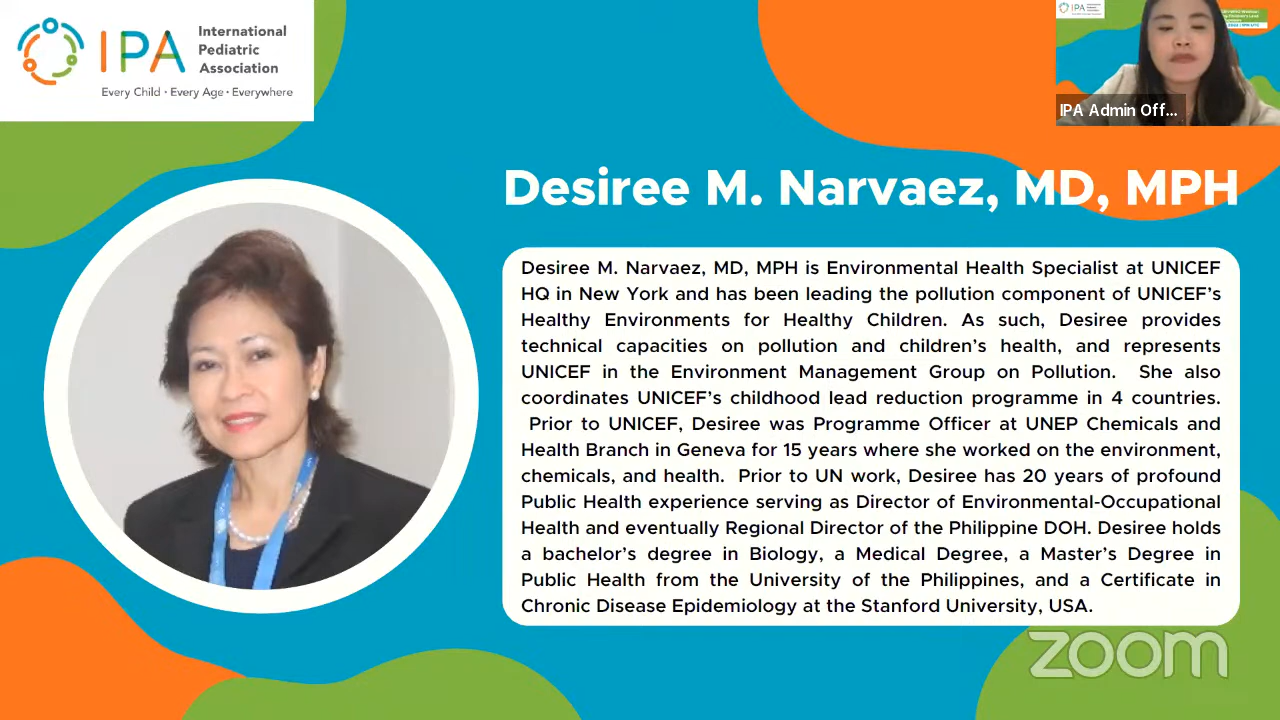 IPA
International
Pediatric
Association
Every Child • Every Age • Everywhere
IPA Admin Off...
Desiree M. Narvaez, MD, MPH
Desiree M. Narvaez, MD, MPH is Environmental Health Specialist at UNICEF
HQ in New York and has been leading the pollution component of UNICEF's
Healthy Environments for Healthy Children. As such, Desiree provides
technical capacities on pollution and children's health, and represents
UNICEF in the Environment Management Group on Pollution. She also
coordinates UNICEF's childhood lead reduction programme in 4 countries.
Prior to UNICEF, Desiree was Programme Officer at UNEP Chemicals and
Health Branch in Geneva for 15 years where she worked on the environment,
chemicals, and health. Prior to UN work, Desiree has 20 years of profound
Public Health experience serving as Director of Environmental-Occupational
Health and eventually Regional Director of the Philippine DOH. Desiree holds
a bachelor's degree in Biology, a Medical Degree, a Master's Degree in
Public Health from the University of the Philippines, and a Certificate in
Chronic Disease Epidemiology at the Stanford University, USA.
zoom